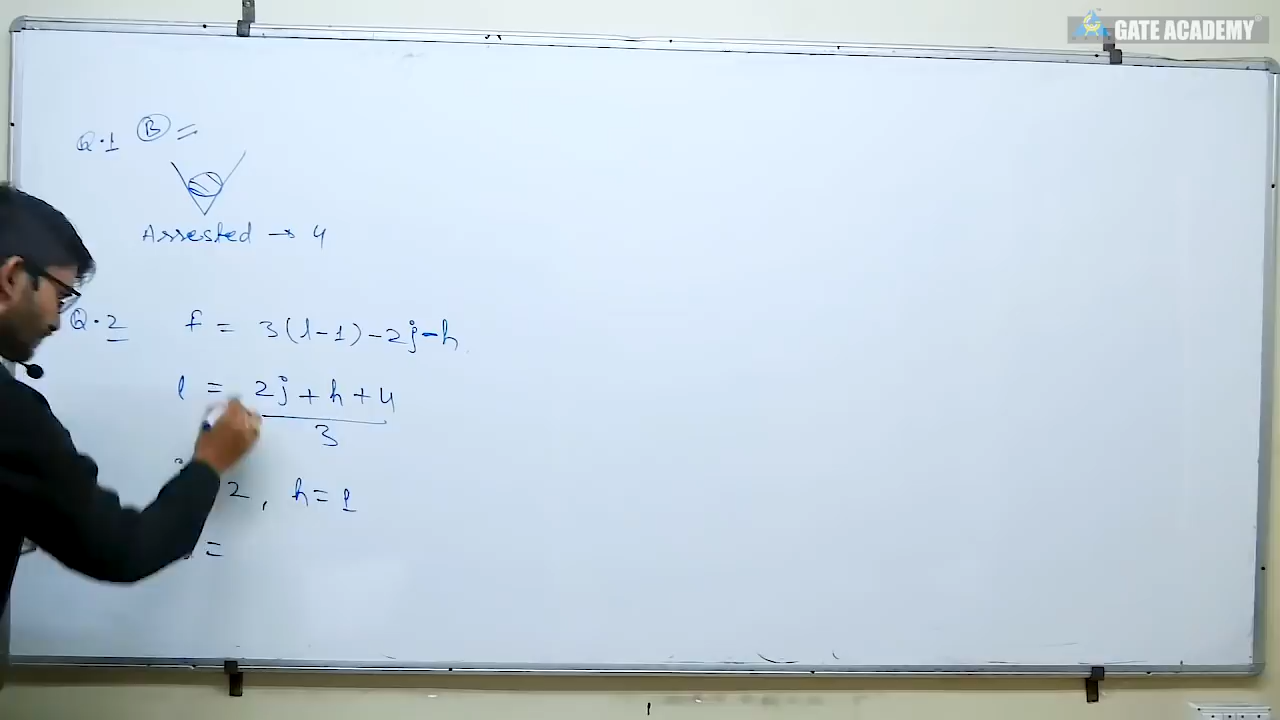 GATE ACADEMY
Q.1 B =
Arrested → 4
Q.2 f = 3(l-1)-2j-h
l = 2j + h + 4
3
2, h = 1
=